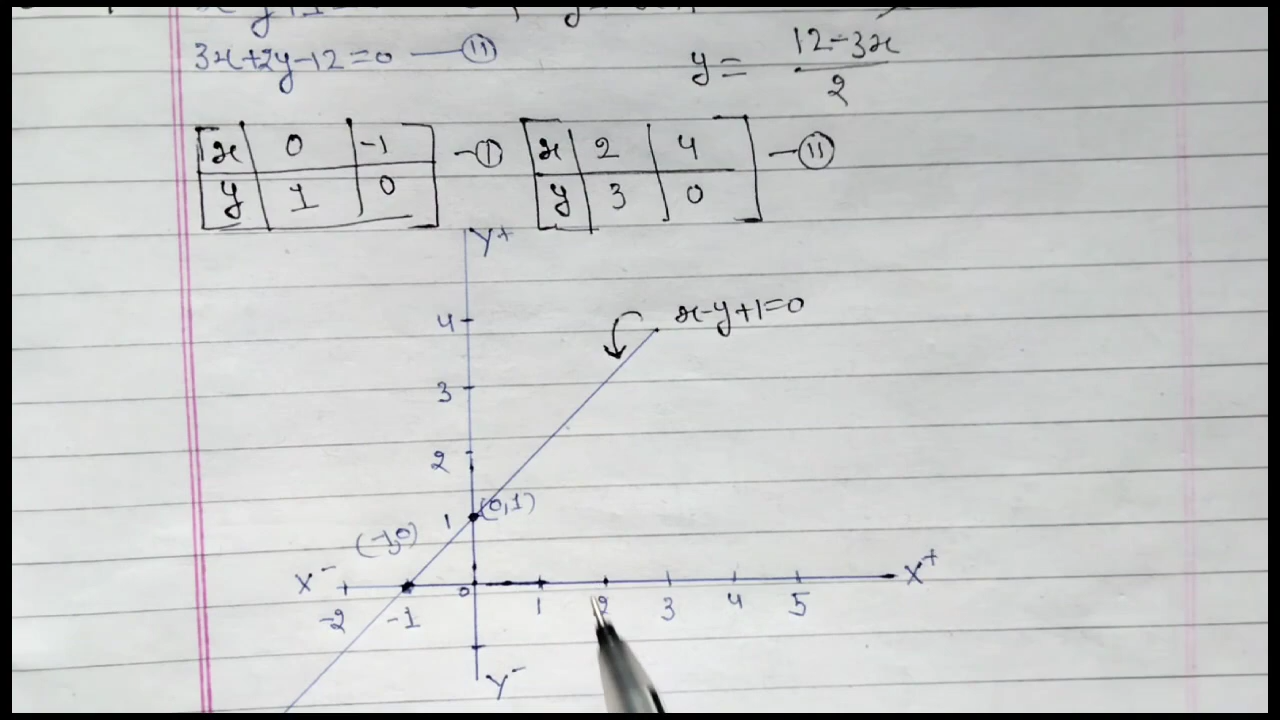 3x+2y-12=0 — (II)
y = 12-3x / 2
x 0 -1 — (I)
y 1 0
x 2 4 — (II)
y 3 0
Y+
4
x-y+1=0
3
2
1
(0,1)
(-1,0)
X⁻
X⁺
-2 -1 0 1 2 3 4 5
Y⁻